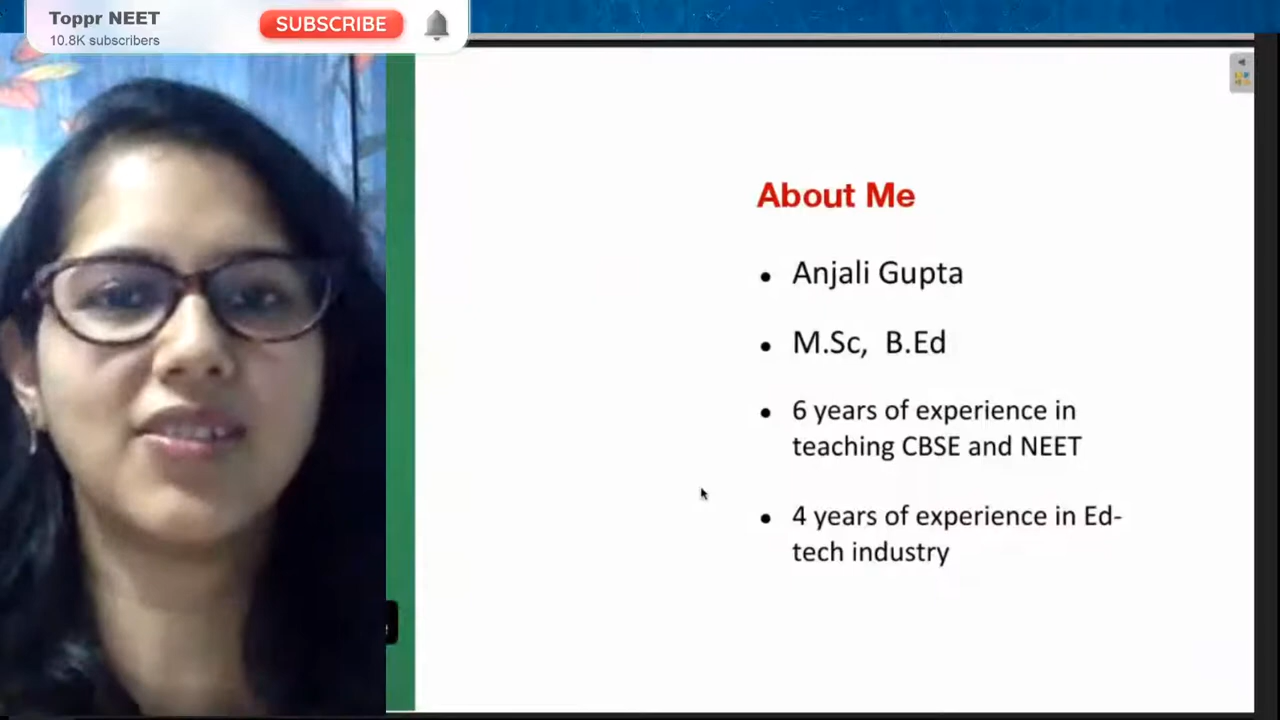 Toppr NEET
10.8K subscribers
SUBSCRIBE
About Me
• Anjali Gupta
• M.Sc,  B.Ed
• 6 years of experience in
teaching CBSE and NEET
• 4 years of experience in Ed-
tech industry